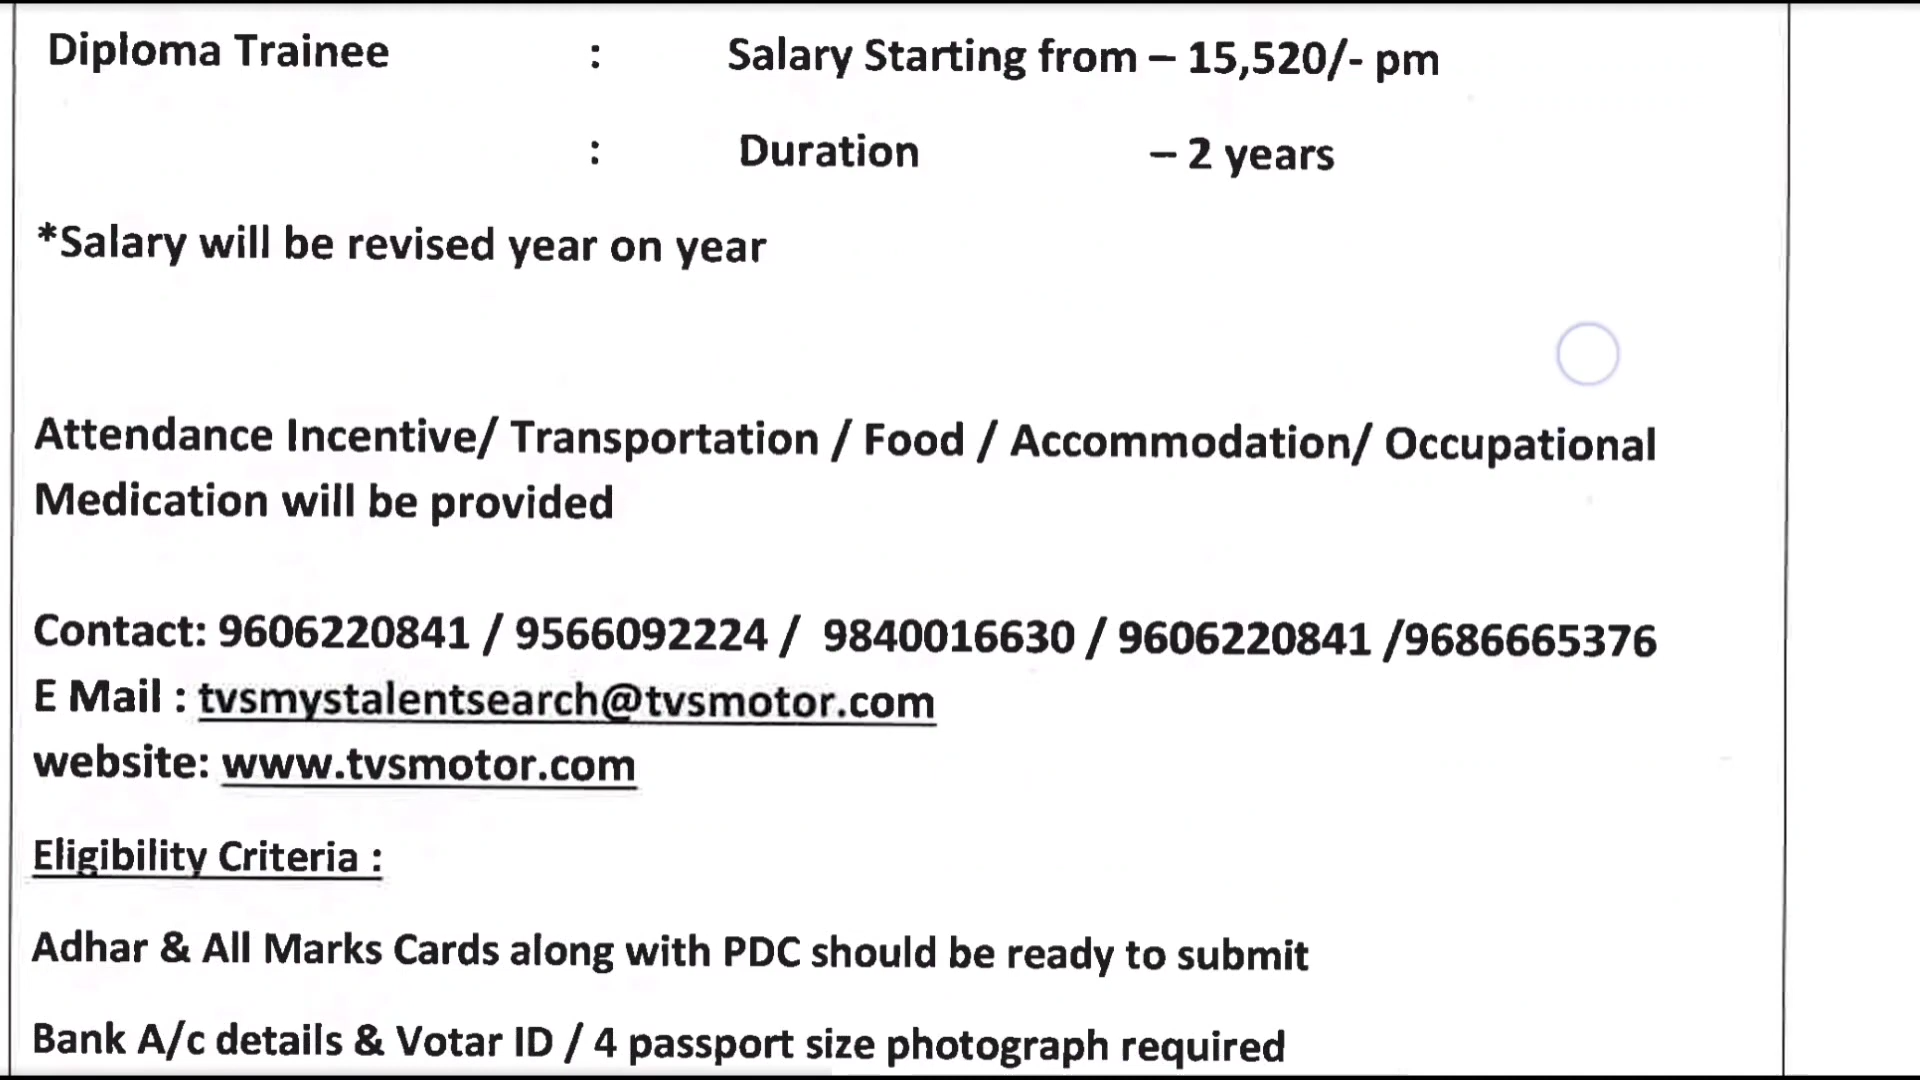 Diploma Trainee : Salary Starting from – 15,520/- pm
: Duration – 2 years
*Salary will be revised year on year
Attendance Incentive/ Transportation / Food / Accommodation/ Occupational
Medication will be provided
Contact: 9606220841 / 9566092224 / 9840016630 / 9606220841 /9686665376
E Mail : tvsmystalentsearch@tvsmotor.com
website: www.tvsmotor.com
Eligibility Criteria :
Adhar & All Marks Cards along with PDC should be ready to submit
Bank A/c details & Votar ID / 4 passport size photograph required